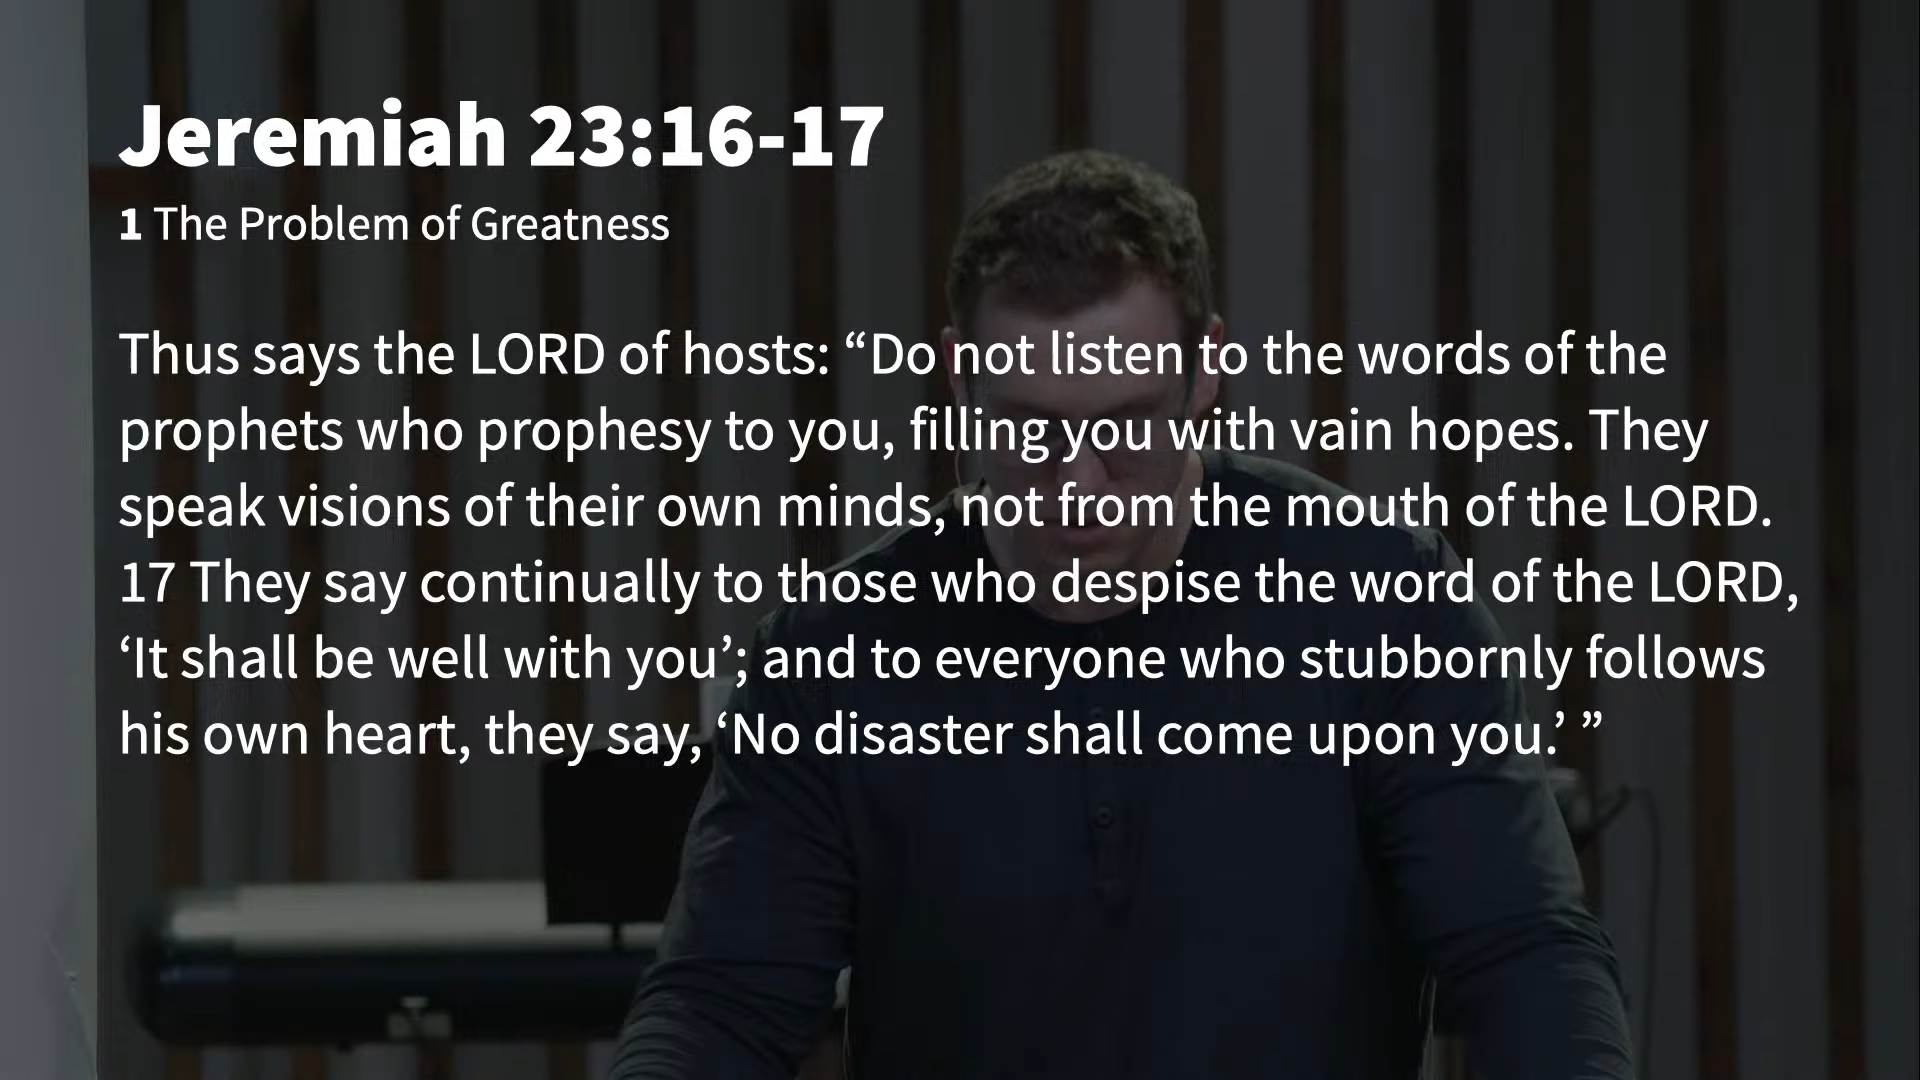 Jeremiah 23:16-17
1 The Problem of Greatness
Thus says the LORD of hosts: “Do not listen to the words of the
prophets who prophesy to you, filling you with vain hopes. They
speak visions of their own minds, not from the mouth of the LORD.
17 They say continually to those who despise the word of the LORD,
‘It shall be well with you’; and to everyone who stubbornly follows
his own heart, they say, ‘No disaster shall come upon you.’ ”